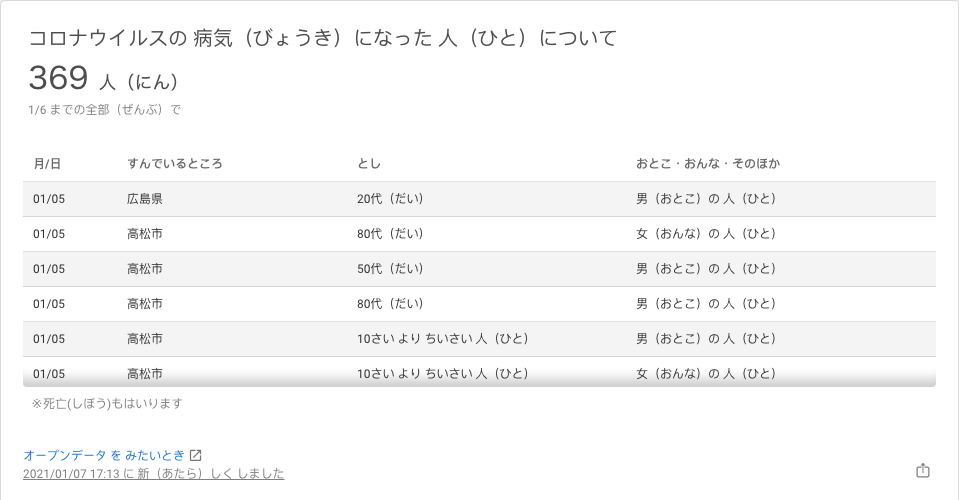 コロナウイルスの 病気（びょうき）になった 人（ひと）について
369 人（にん）
1/6 までの全部（ぜんぶ）で
月/日 すんでいるところ とし おとこ・おんな・そのほか
01/05 広島県 20代（だい） 男（おとこ）の 人（ひと）
01/05 高松市 80代（だい） 女（おんな）の 人（ひと）
01/05 高松市 50代（だい） 男（おとこ）の 人（ひと）
01/05 高松市 80代（だい） 男（おとこ）の 人（ひと）
01/05 高松市 10さい より ちいさい 人（ひと） 男（おとこ）の 人（ひと）
01/05 高松市 10さい より ちいさい 人（ひと） 女（おんな）の 人（ひと）
※死亡(しぼう)もはいります
オープンデータ を みたいとき
2021/01/07 17:13 に 新（あたら）しく しました